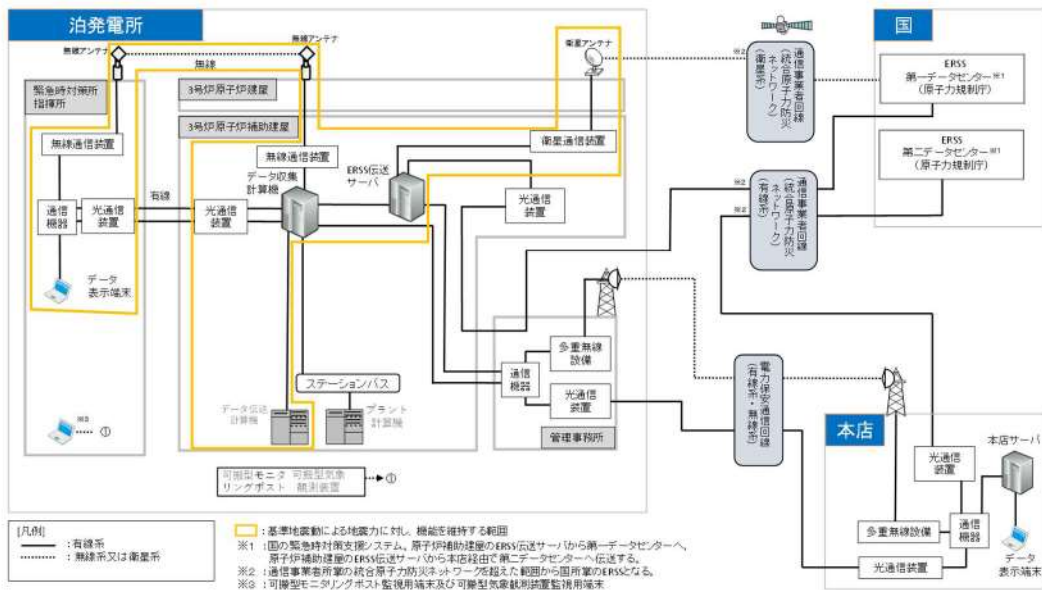 泊発電所
無線アンテナ
無線アンテナ
無線
衛星アンテナ
緊急時対策所
指揮所
3号炉原子炉建屋
3号炉原子炉補助建屋
無線通信装置
無線通信装置
衛星通信装置
データ収集
計算機
ERSS伝送
サーバ
有線
通信
機器
光通信
装置
光通信
装置
光通信
装置
データ
表示端末
多重無線
設備
通信
機器
光通信
装置
管理事務所
ステーションバス
データ伝送
計算機
プラント
計算機
※3
①
可搬型モニタ
リングポスト
可搬型気象
観測装置
①
※2
通信事業者回線
(統合原子力防災
ネットワーク)
(衛星系)
※2
※2
通信事業者回線
(統合原子力防災
ネットワーク)
(有線系)
電力保安通信回線
(有線系・無線系)
国
ERSS
第一データセンター※1
(原子力規制庁)
ERSS
第二データセンター※1
(原子力規制庁)
本店
光通信
装置
本店サーバ
多重無線設備
通信
機器
光通信装置
データ
表示端末
[凡例]
:有線系
:無線系又は衛星系
:基準地震動による地震力に対し、機能を維持する範囲
※1 :国の緊急時対策支援システム。原子炉補助建屋のERSS伝送サーバから第一データセンターへ、
原子炉補助建屋のERSS伝送サーバから本店経由で第二データセンターへ伝送する。
※2 :通信事業者所掌の統合原子力防災ネットワークを超えた範囲から国所掌のERSSとなる。
※3 :可搬型モニタリングポスト監視用端末及び可搬型気象観測装置監視用端末